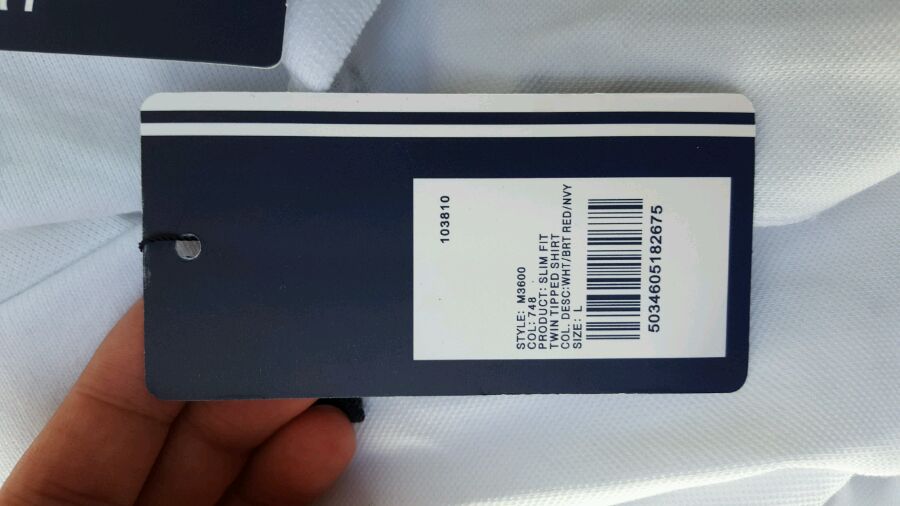 103810
STYLE: M3600
COL: 748
PRODUCT: SLIM FIT
TWIN TIPPED SHIRT
COL. DESC:WHT/BRT RED/NVY
SIZE: L
5034605182675